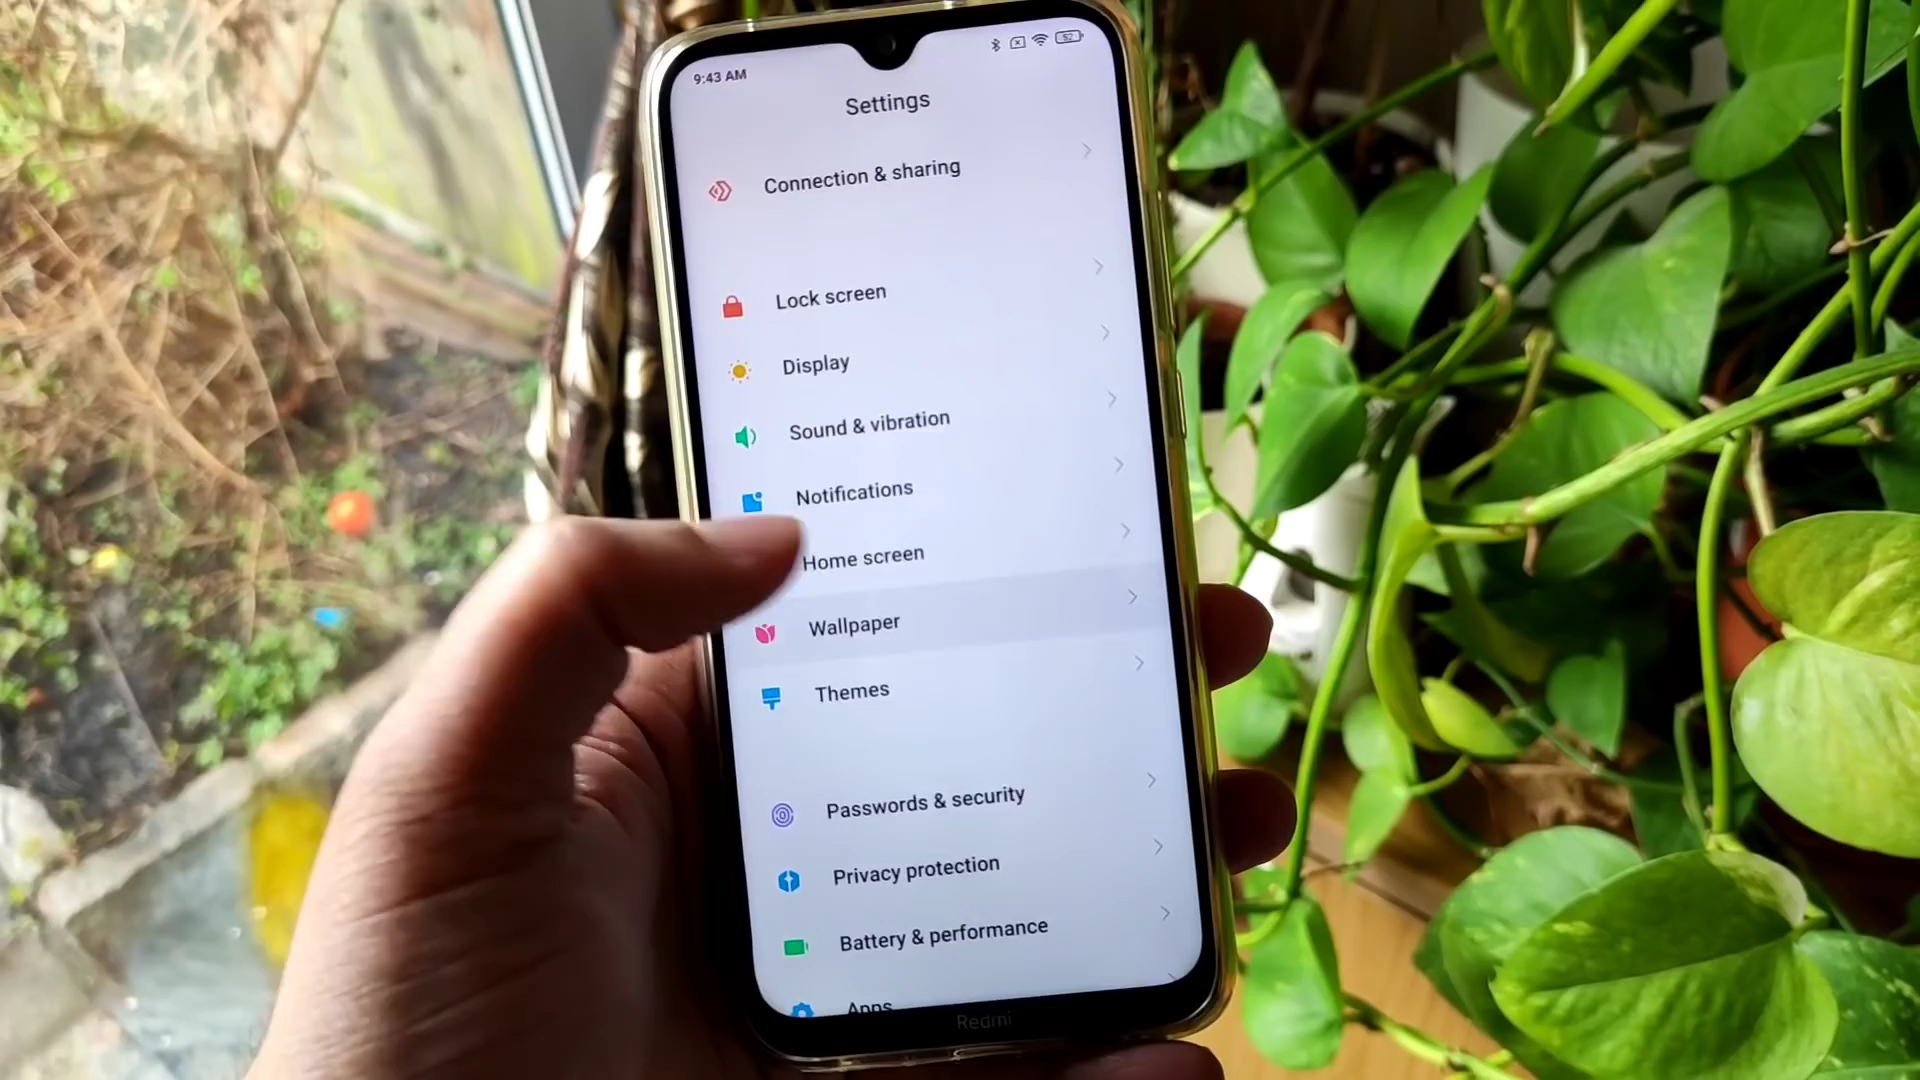 9:43 AM
52
Settings
Connection & sharing
Lock screen
Display
Sound & vibration
Notifications
Home screen
Wallpaper
Themes
Passwords & security
Privacy protection
Battery & performance
Apps
Redmi